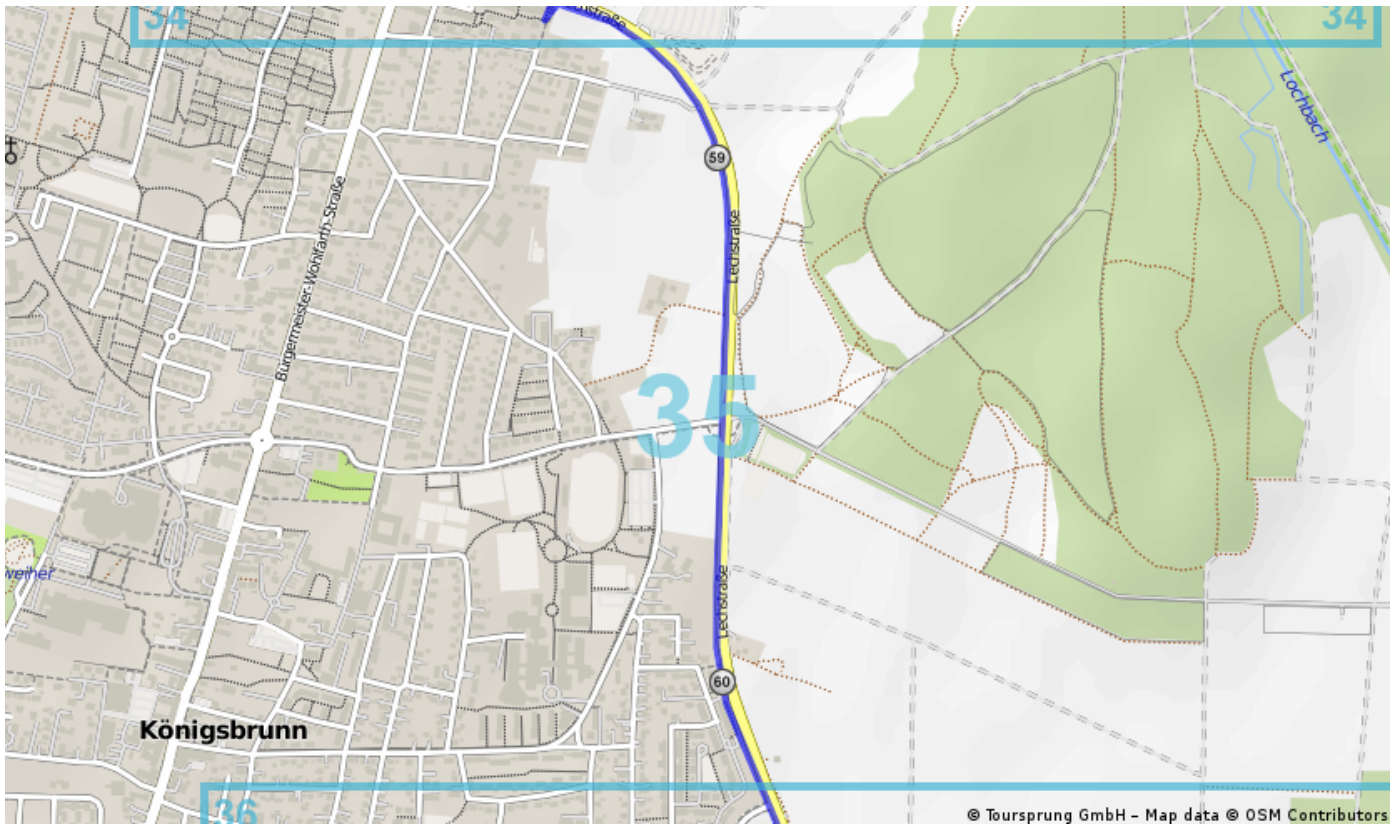 34
34
chstraße
Lochbach
59
Bürgermeister-Wohlfarth-Straße
Lechstraße
35
weiher
Lechstraße
60
Königsbrunn
36
© Toursprung GmbH – Map data © OSM Contributors